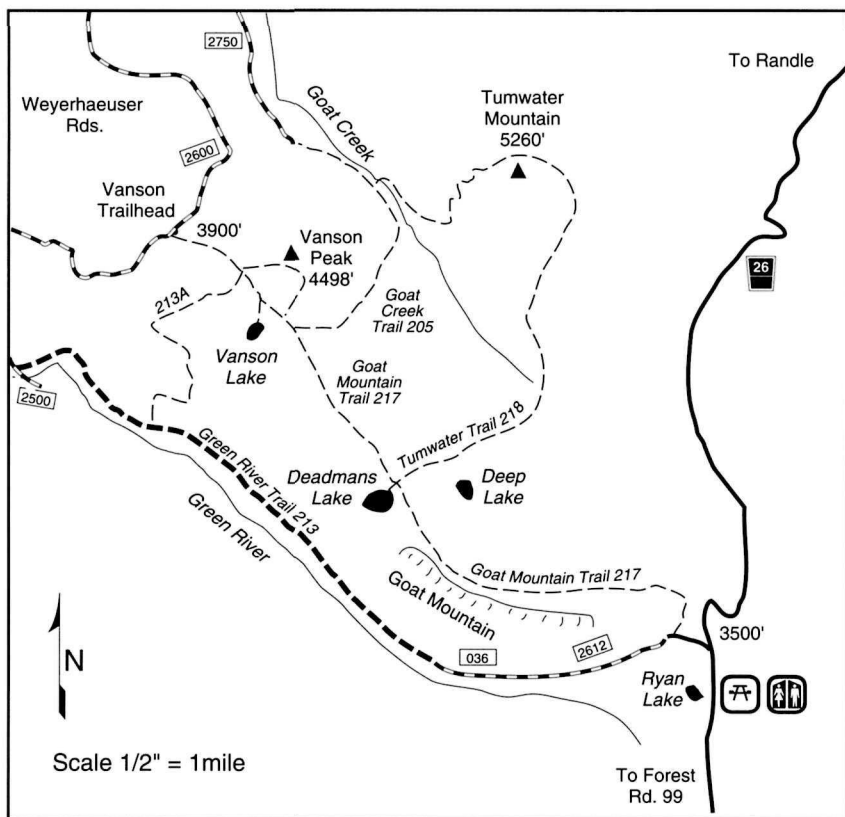 2750
To Randle
Weyerhaeuser
Rds.
Goat Creek
Tumwater
Mountain
5260'
2600
Vanson
Trailhead
3900'
Vanson
Peak
4498'
26
213A
Goat
Creek
Trail 205
Vanson
Lake
Goat
Mountain
Trail 217
2500
Tumwater Trail 218
Green River Trail 213
Deadmans
Lake
Deep
Lake
Green River
Goat Mountain Trail 217
Goat Mountain
3500'
036
2612
N
Ryan
Lake
Scale 1/2" = 1mile
To Forest
Rd. 99